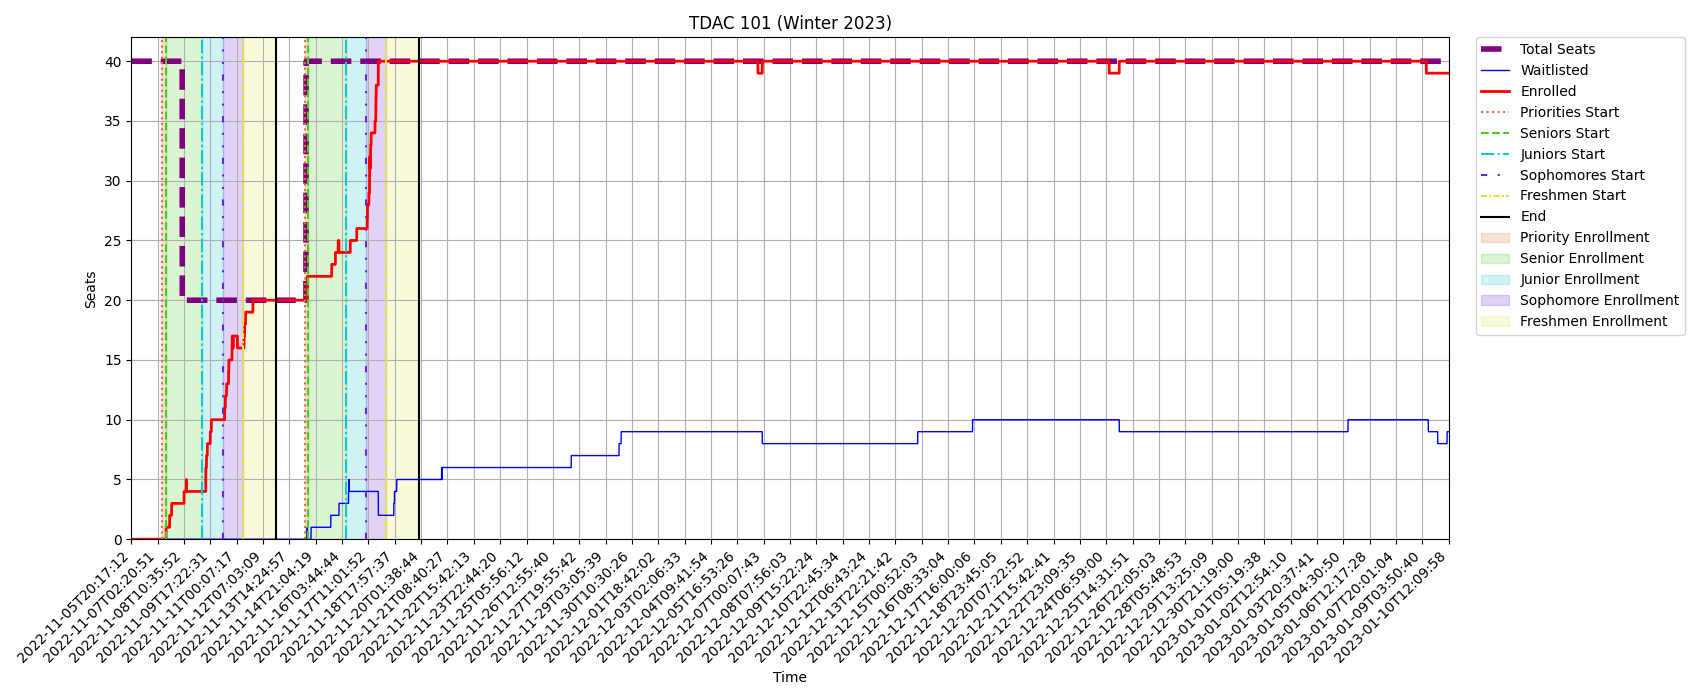 TDAC 101 (Winter 2023)
Seats
40
35
30
25
20
15
10
5
0
2022-11-05T20:17:12
2022-11-07T02:20:51
2022-11-08T10:35:52
2022-11-09T17:22:31
2022-11-11T00:07:17
2022-11-12T07:03:09
2022-11-13T14:24:57
2022-11-14T21:04:19
2022-11-16T03:44:44
2022-11-17T11:01:52
2022-11-18T17:57:37
2022-11-20T01:38:44
2022-11-21T08:40:27
2022-11-22T15:42:13
2022-11-23T22:44:20
2022-11-25T05:56:12
2022-11-26T12:55:40
2022-11-27T19:55:42
2022-11-29T03:05:39
2022-11-30T10:30:26
2022-12-01T18:42:02
2022-12-03T02:06:33
2022-12-04T09:41:54
2022-12-05T16:53:26
2022-12-07T00:07:43
2022-12-08T07:56:03
2022-12-09T15:22:24
2022-12-10T22:45:34
2022-12-12T06:43:24
2022-12-13T13:21:42
2022-12-15T00:52:03
2022-12-16T08:33:04
2022-12-17T16:00:06
2022-12-18T23:45:05
2022-12-20T07:22:52
2022-12-21T15:42:41
2022-12-22T23:09:35
2022-12-24T06:59:00
2022-12-25T14:31:51
2022-12-26T22:05:03
2022-12-28T05:48:53
2022-12-29T13:25:09
2022-12-30T21:19:00
2023-01-01T05:19:38
2023-01-02T12:54:10
2023-01-03T20:37:41
2023-01-05T04:30:50
2023-01-06T12:17:28
2023-01-07T20:01:04
2023-01-09T03:50:40
2023-01-10T12:09:58
Time
Total Seats
Waitlisted
Enrolled
Priorities Start
Seniors Start
Juniors Start
Sophomores Start
Freshmen Start
End
Priority Enrollment
Senior Enrollment
Junior Enrollment
Sophomore Enrollment
Freshmen Enrollment